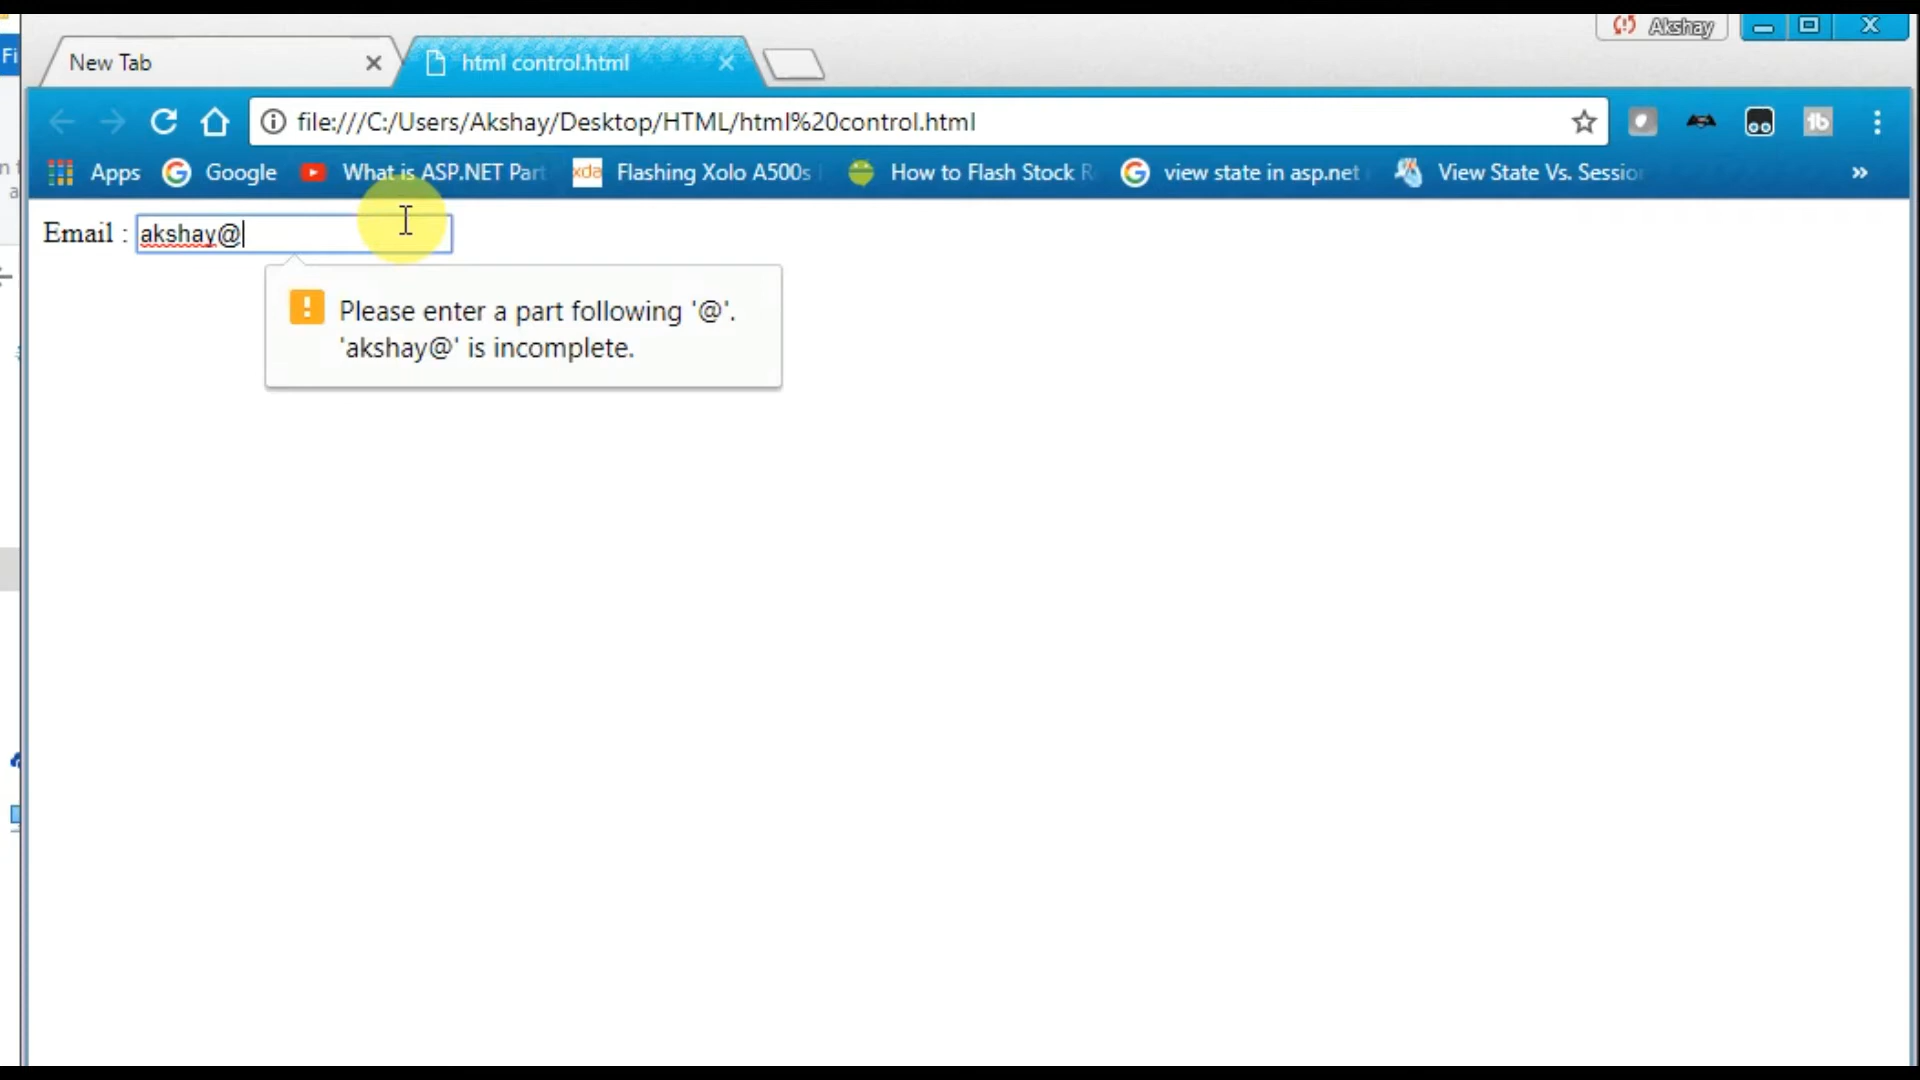 Akshay
New Tab
html control.html
Fi
file:///C:/Users/Akshay/Desktop/HTML/html%20control.html
Apps
Google
What is ASP.NET Part
xda
Flashing Xolo A500s
How to Flash Stock R
view state in asp.net
View State Vs. Sessio
»
Email : akshay@
Please enter a part following '@'.
'akshay@' is incomplete.